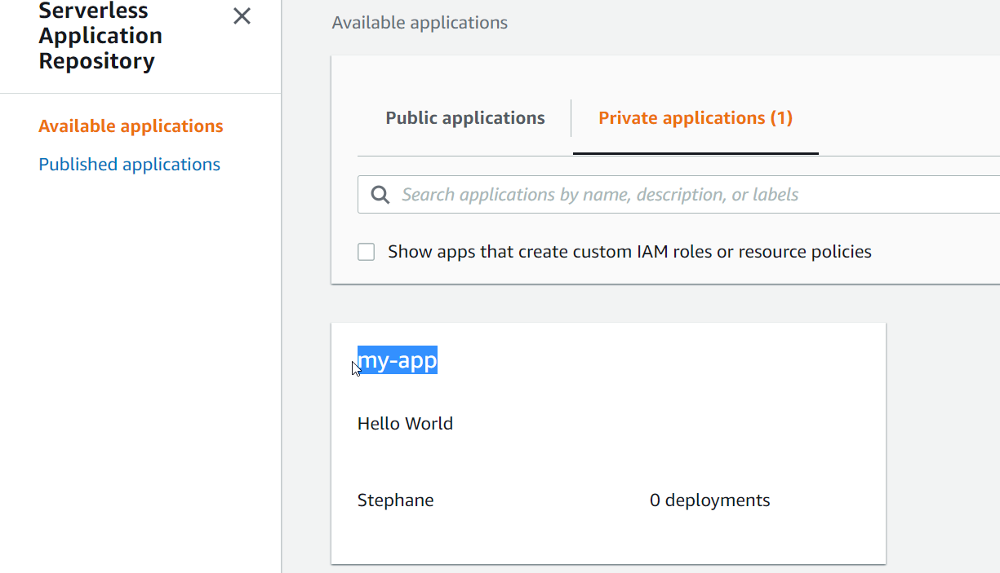 Serverless
Application
Repository
Available applications
Published applications
Available applications
Public applications
Private applications (1)
Search applications by name, description, or labels
Show apps that create custom IAM roles or resource policies
my-app
Hello World
Stephane
0 deployments